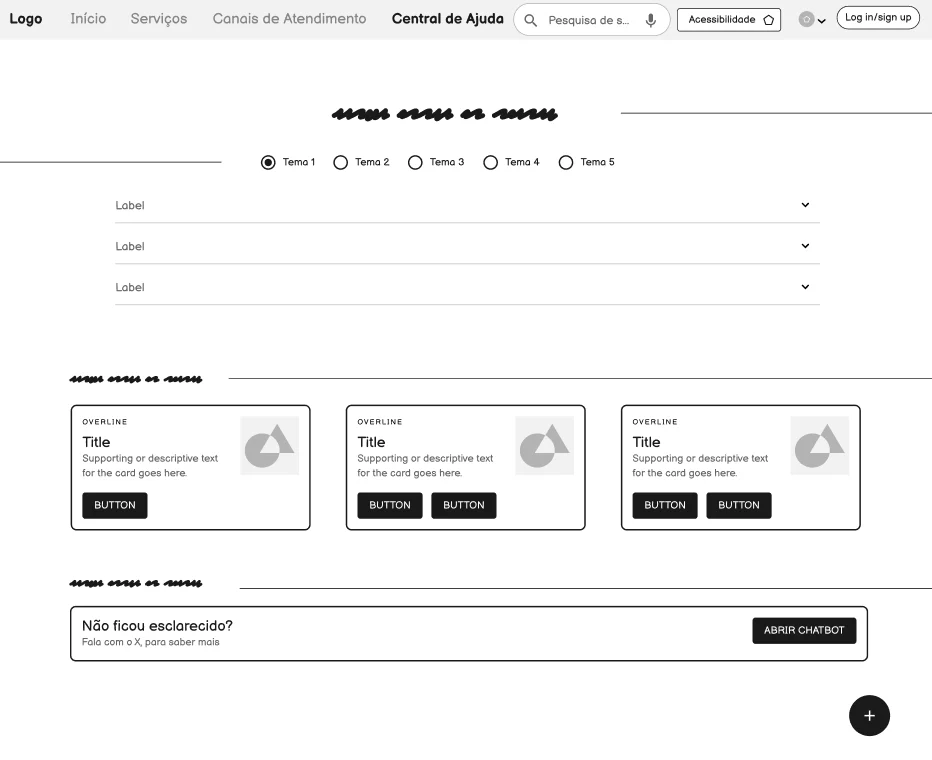 Logo Início Serviços Canais de Atendimento Central de Ajuda Pesquisa de s... Acessibilidade Log in/sign up
Tema 1 Tema 2 Tema 3 Tema 4 Tema 5
Label
Label
Label
OVERLINE
Title
Supporting or descriptive text
for the card goes here.
BUTTON
OVERLINE
Title
Supporting or descriptive text
for the card goes here.
BUTTON BUTTON
OVERLINE
Title
Supporting or descriptive text
for the card goes here.
BUTTON BUTTON
Não ficou esclarecido?
Fala com o X, para saber mais
ABRIR CHATBOT
+